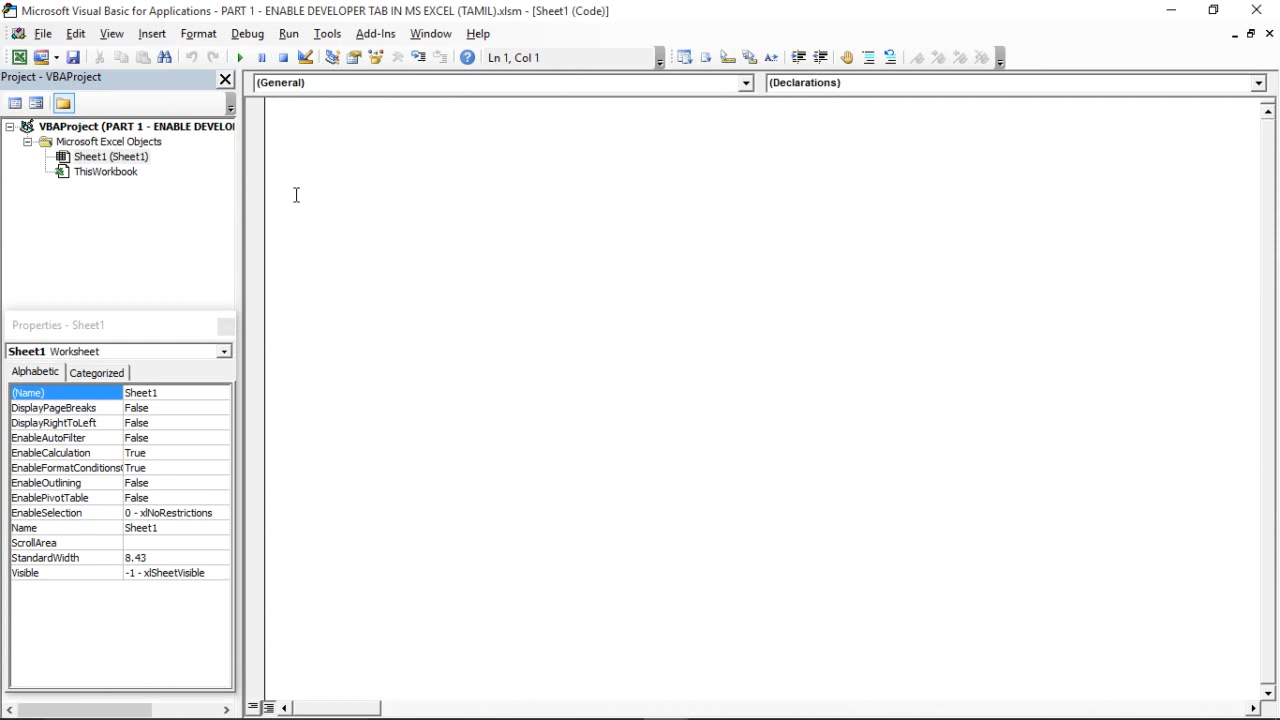 Microsoft Visual Basic for Applications - PART 1 - ENABLE DEVELOPER TAB IN MS EXCEL (TAMIL).xlsm - [Sheet1 (Code)]
File Edit View Insert Format Debug Run Tools Add-Ins Window Help
Ln 1, Col 1
Project - VBAProject
(General)
(Declarations)
VBAProject (PART 1 - ENABLE DEVELO
Microsoft Excel Objects
Sheet1 (Sheet1)
ThisWorkbook
Properties - Sheet1
Sheet1 Worksheet
Alphabetic Categorized
(Name) Sheet1
DisplayPageBreaks False
DisplayRightToLeft False
EnableAutoFilter False
EnableCalculation True
EnableFormatConditions True
EnableOutlining False
EnablePivotTable False
EnableSelection 0 - xlNoRestrictions
Name Sheet1
ScrollArea
StandardWidth 8.43
Visible -1 - xlSheetVisible